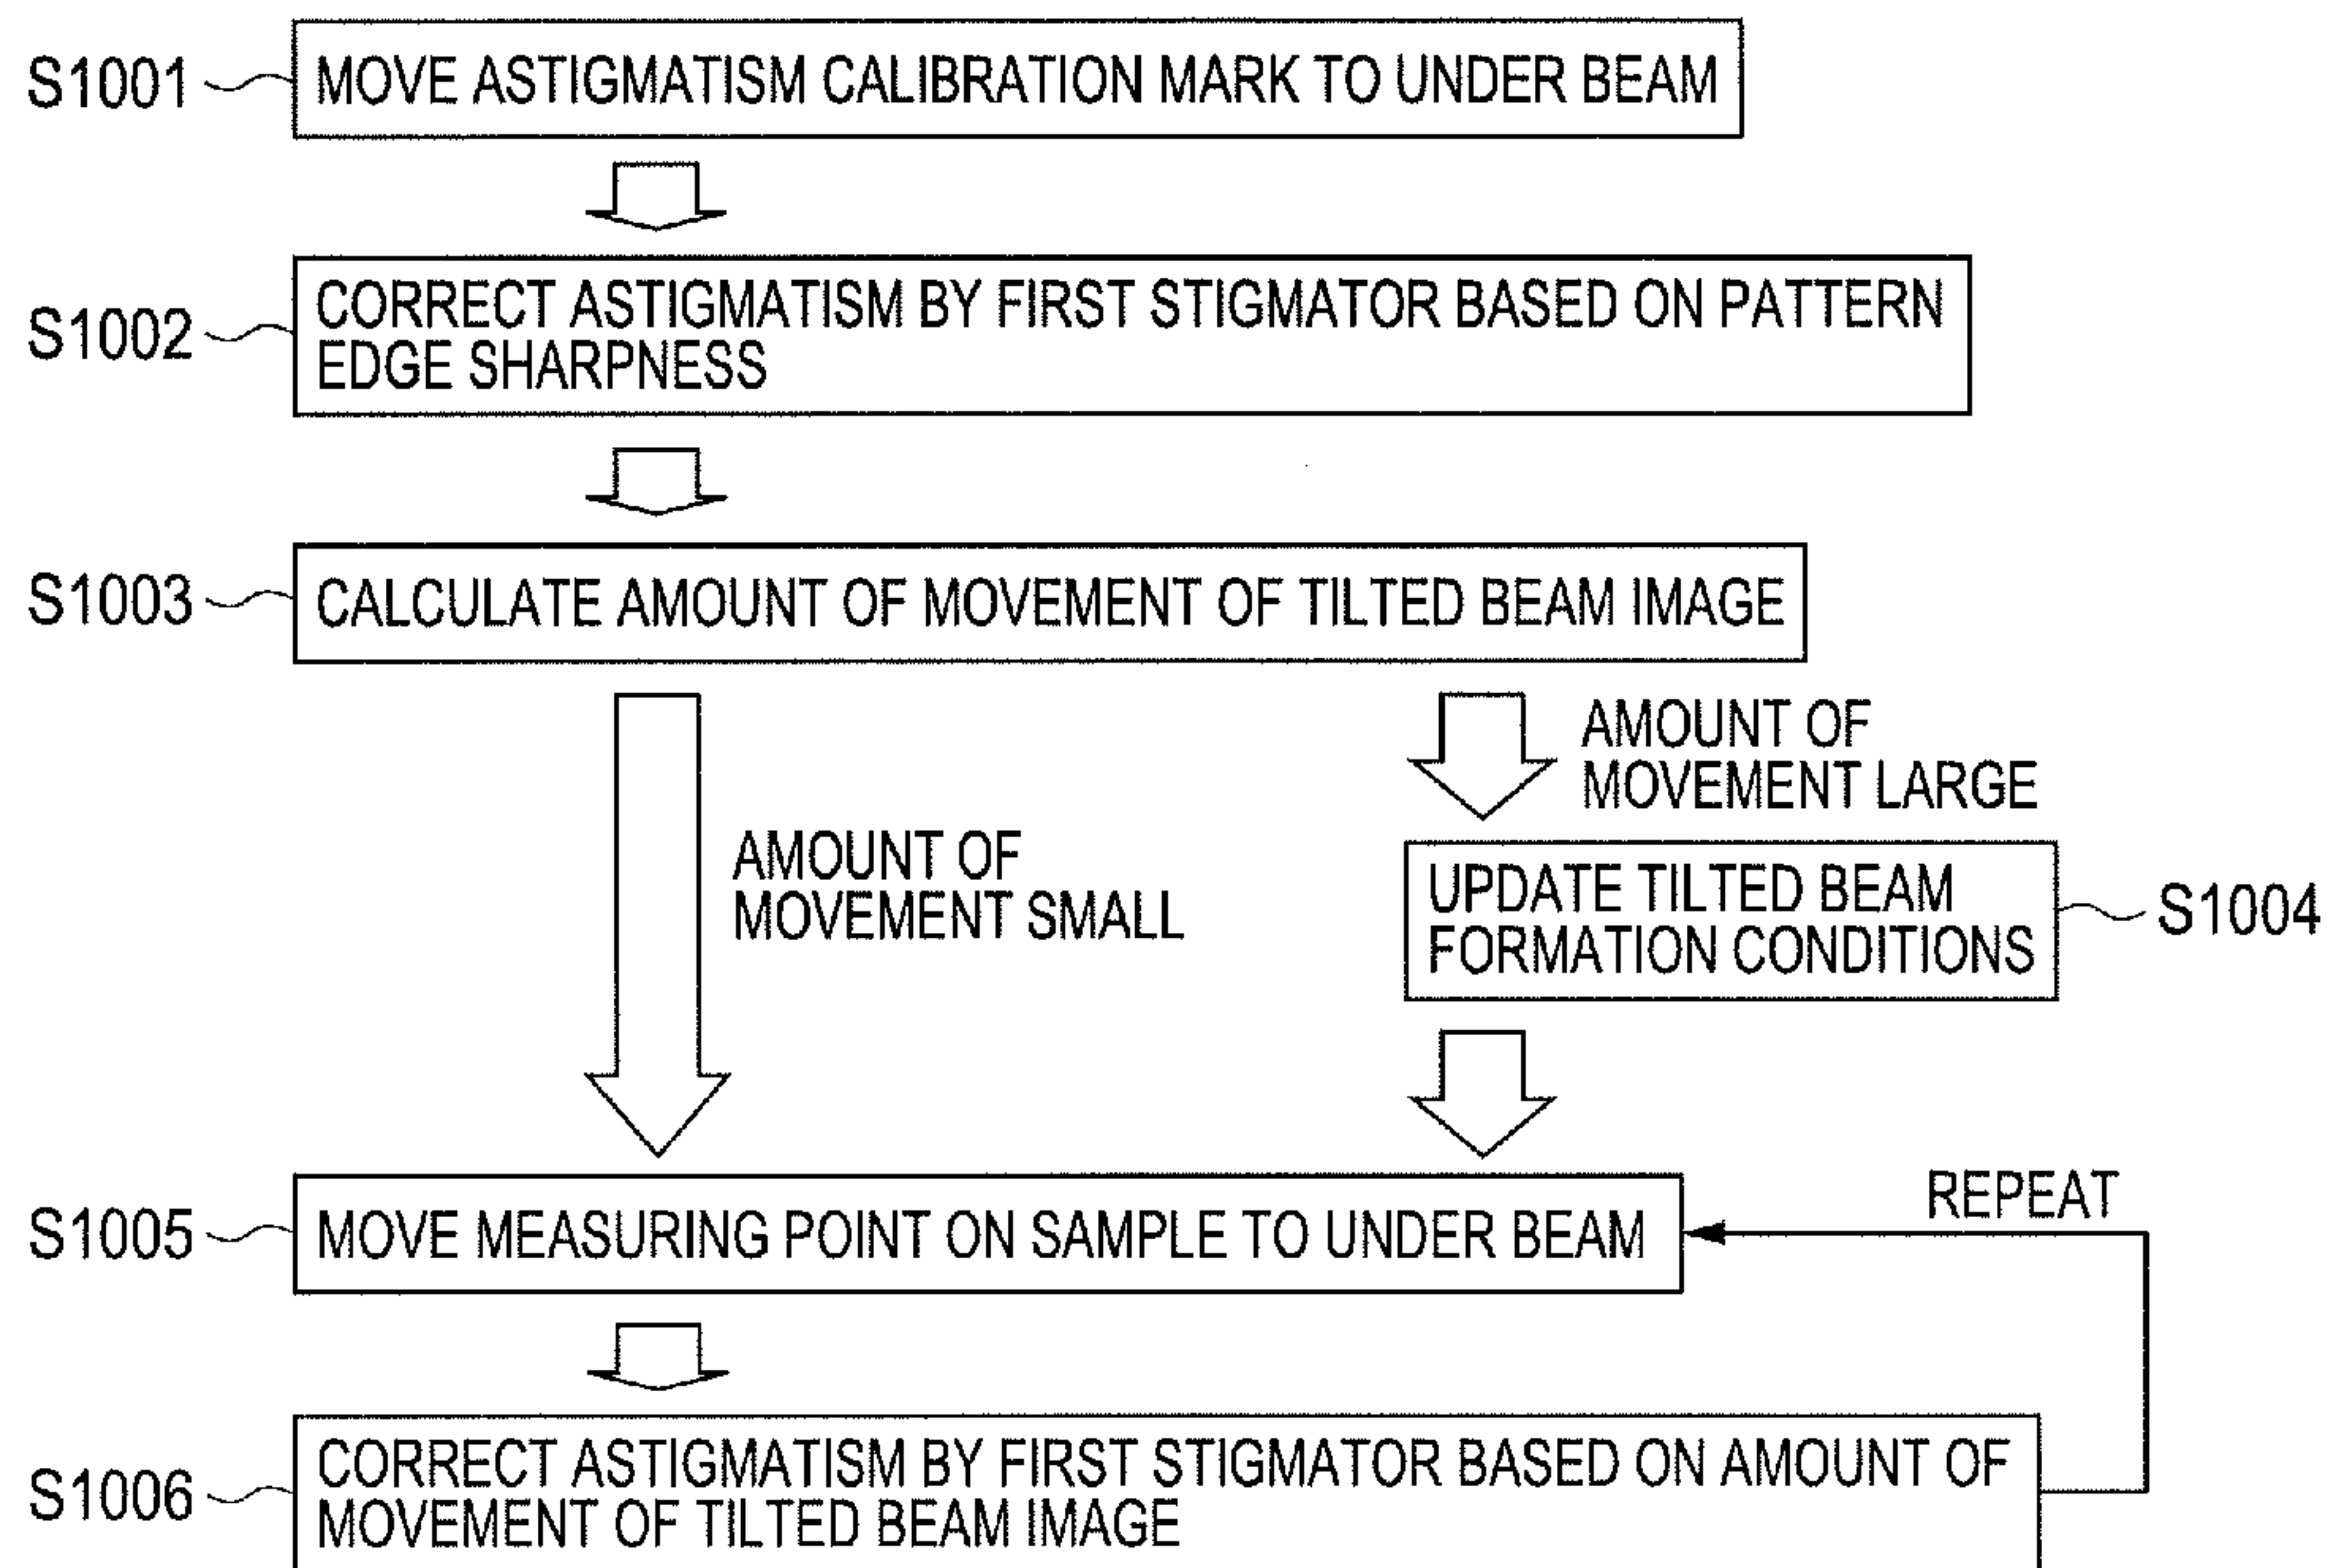 S1001
MOVE ASTIGMATISM CALIBRATION MARK TO UNDER BEAM
S1002
CORRECT ASTIGMATISM BY FIRST STIGMATOR BASED ON PATTERN
EDGE SHARPNESS
S1003
CALCULATE AMOUNT OF MOVEMENT OF TILTED BEAM IMAGE
AMOUNT OF
MOVEMENT LARGE
AMOUNT OF
MOVEMENT SMALL
UPDATE TILTED BEAM
FORMATION CONDITIONS
S1004
REPEAT
S1005
MOVE MEASURING POINT ON SAMPLE TO UNDER BEAM
S1006
CORRECT ASTIGMATISM BY FIRST STIGMATOR BASED ON AMOUNT OF
MOVEMENT OF TILTED BEAM IMAGE